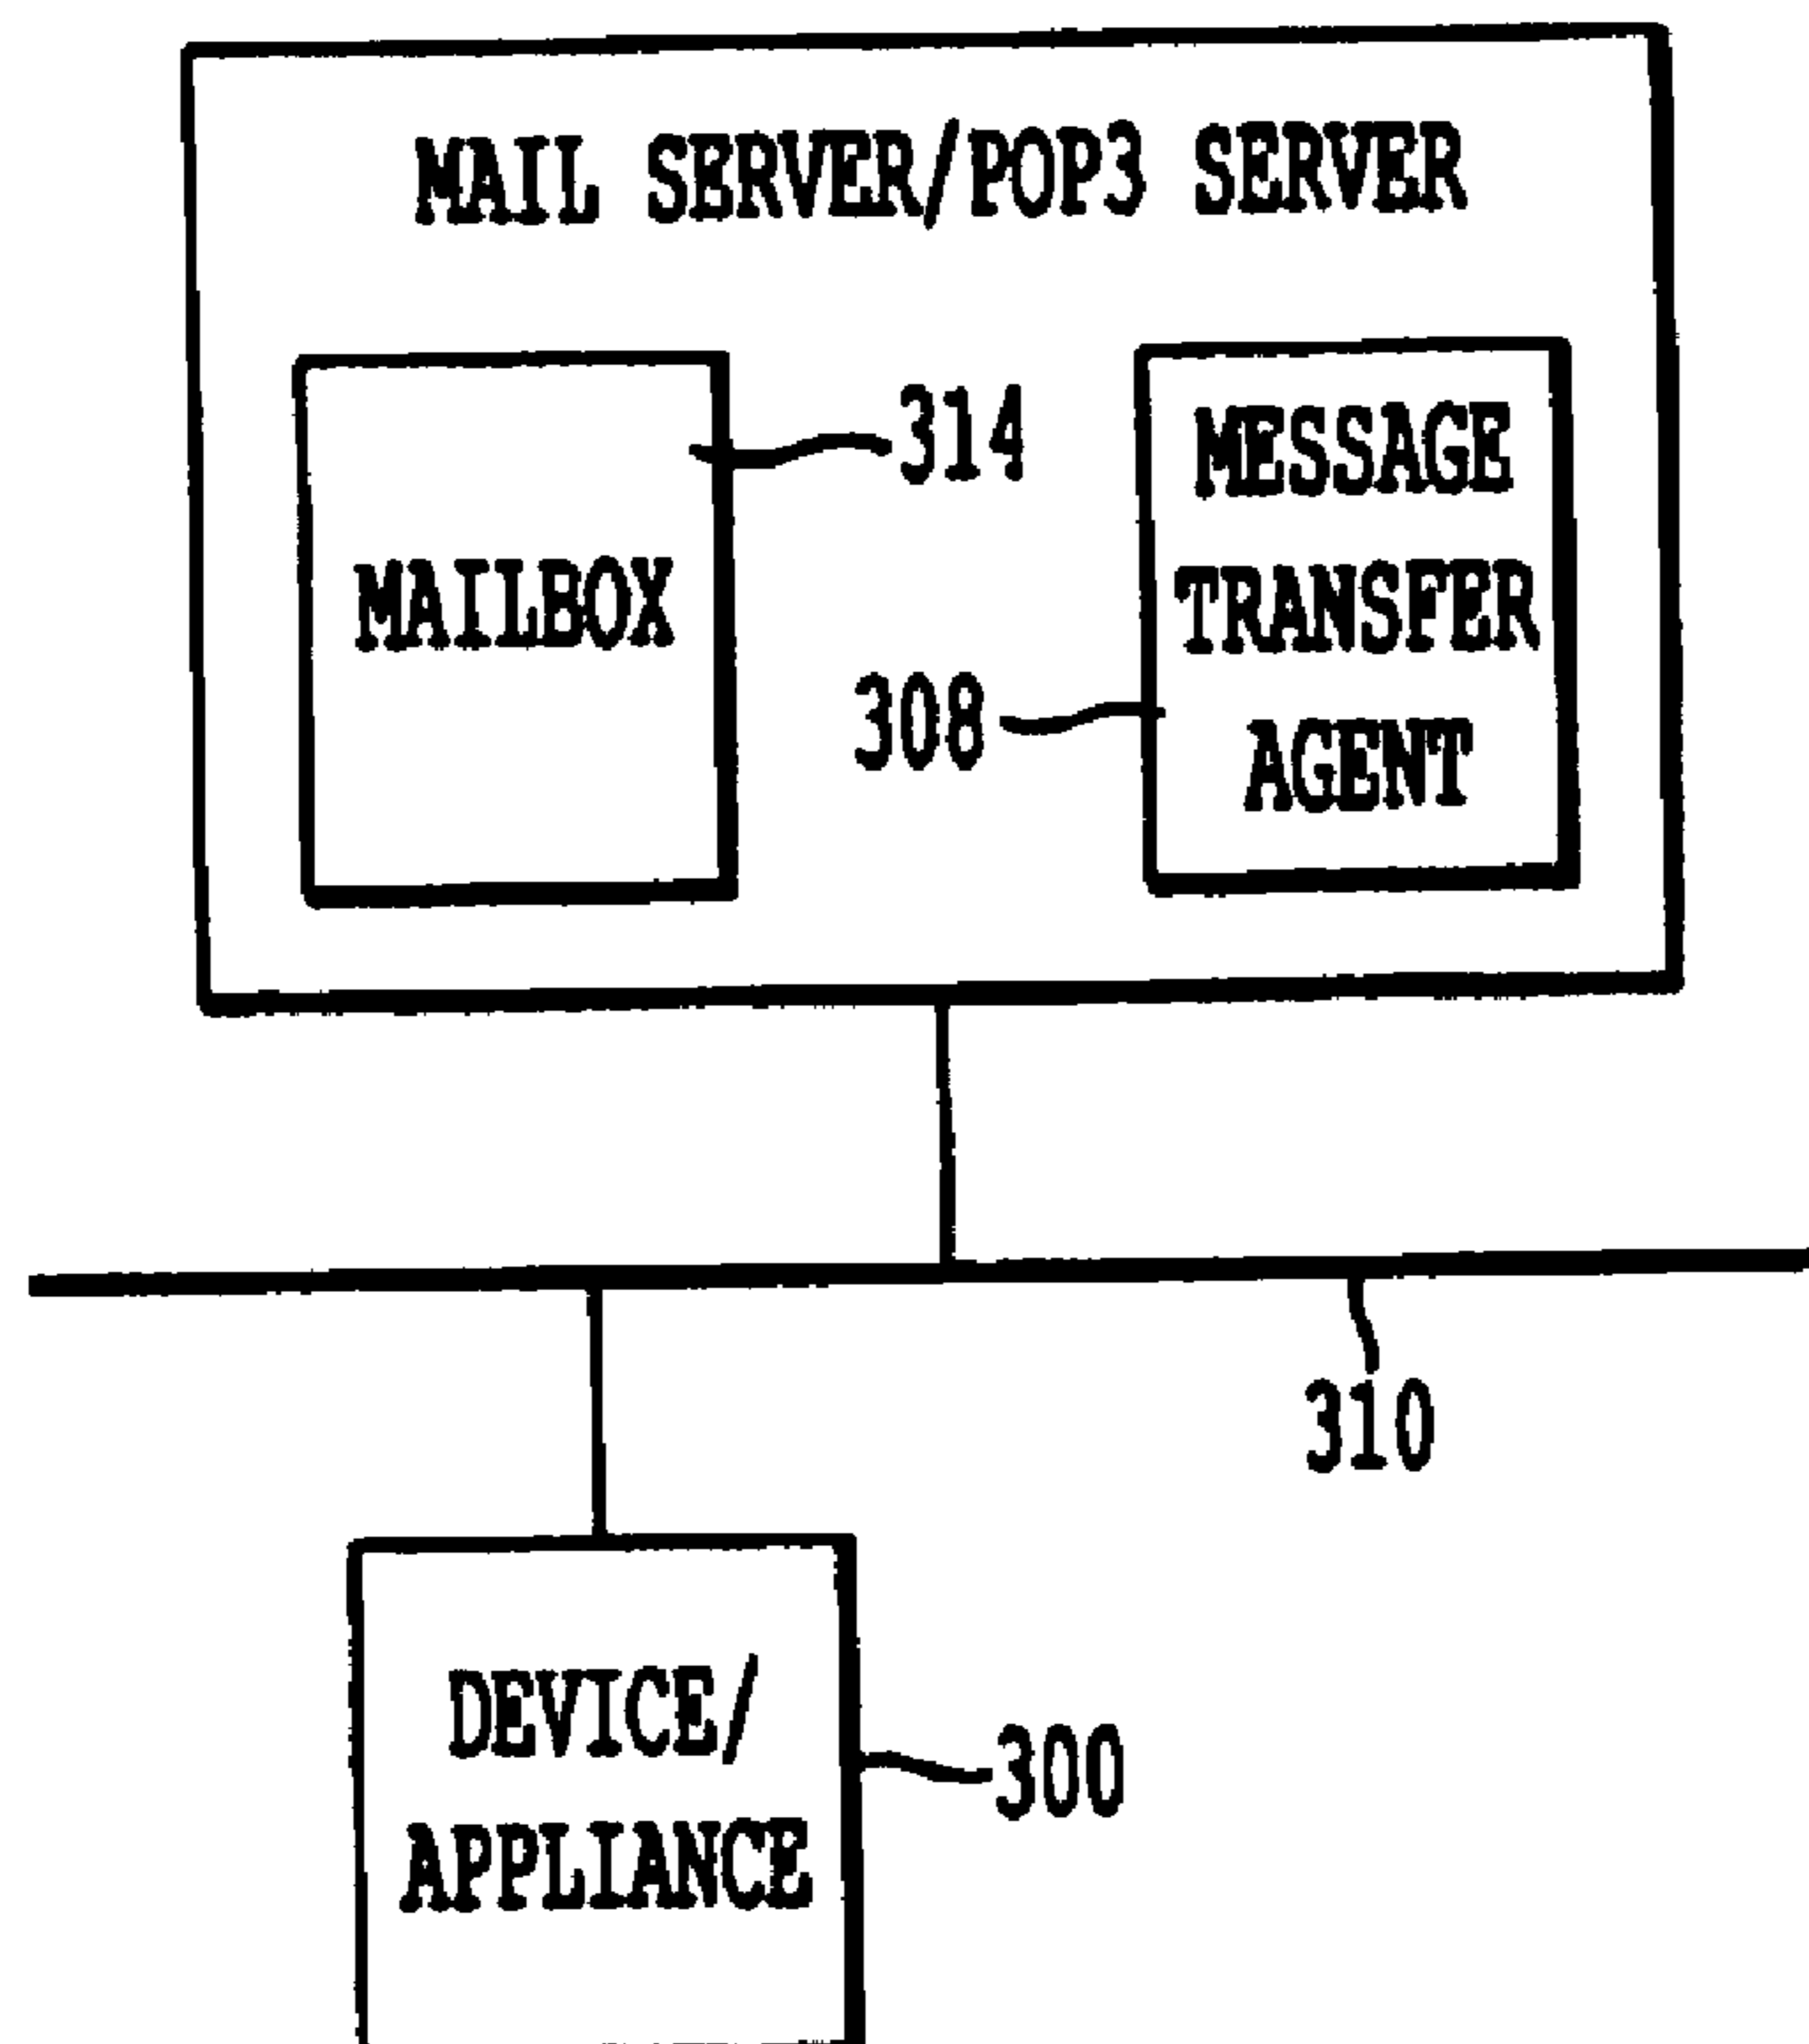 MAIL SERVER/POP3 SERVER
314
MESSAGE
TRANSFER
AGENT
MAILBOX
308
310
DEVICE/
APPLIANCE
300